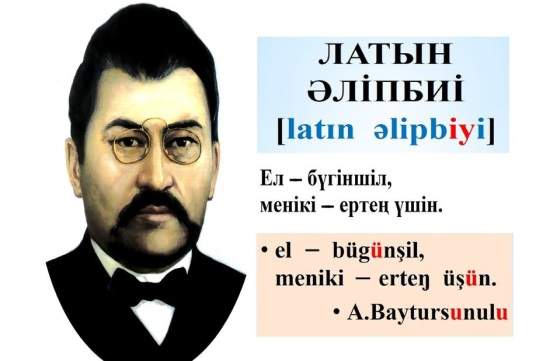 ЛАТЫН
ӘЛІПБИІ
[latın əlipbiyi]
Ел – бүгіншіл,
менікі – ертең үшін.
• el – bügünşil,
meniki – erteŋ üşün.
• A.Baytursunulu